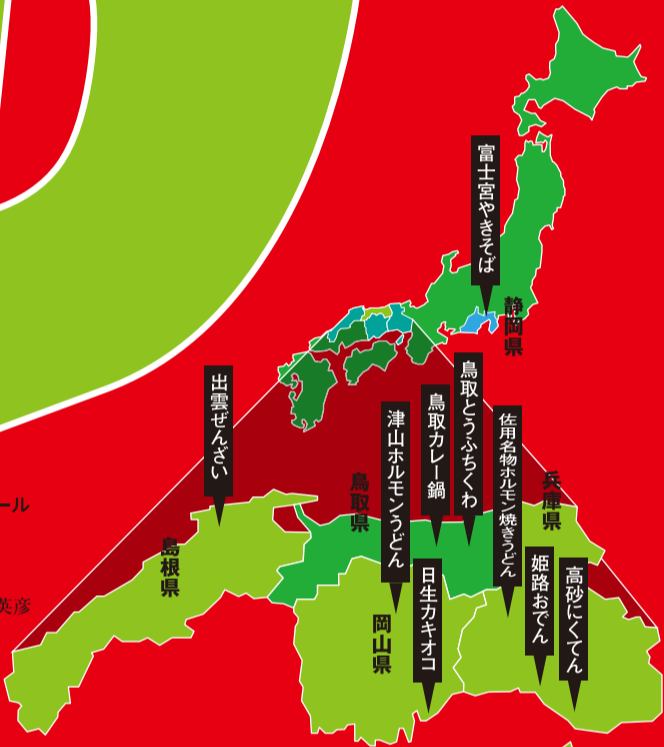 富士宮やきそば
静岡県
鳥取とうふちくわ
鳥取カレー鍋
津山ホルモンうどん
佐用名物ホルモン焼きうどん
出雲ぜんざい
兵庫県
鳥取県
島根県
岡山県
日生カキオコ
姫路おでん
高砂にくてん
ール
英彦